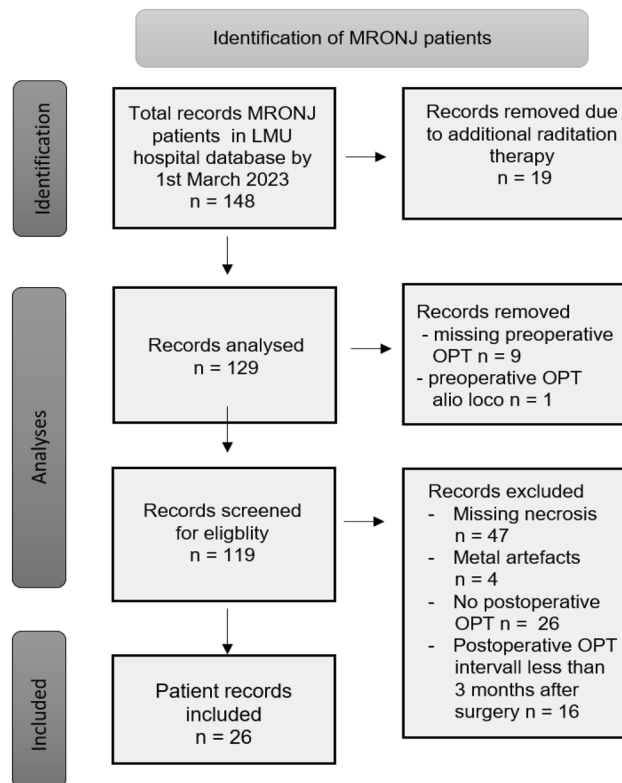 Identification of MRONJ patients
Identification
Total records MRONJ
patients in LMU
hospital database by
1st March 2023
n = 148
Records removed due
to additional raditation
therapy
n = 19
Analyses
Records analysed
n = 129
Records removed
- missing preoperative
OPT n = 9
- preoperative OPT
alio loco n = 1
Records screened
for eligblity
n = 119
Records excluded
- Missing necrosis
n = 47
- Metal artefacts
n = 4
- No postoperative
OPT n = 26
- Postoperative OPT
intervall less than
3 months after
surgery n = 16
Included
Patient records
included
n = 26